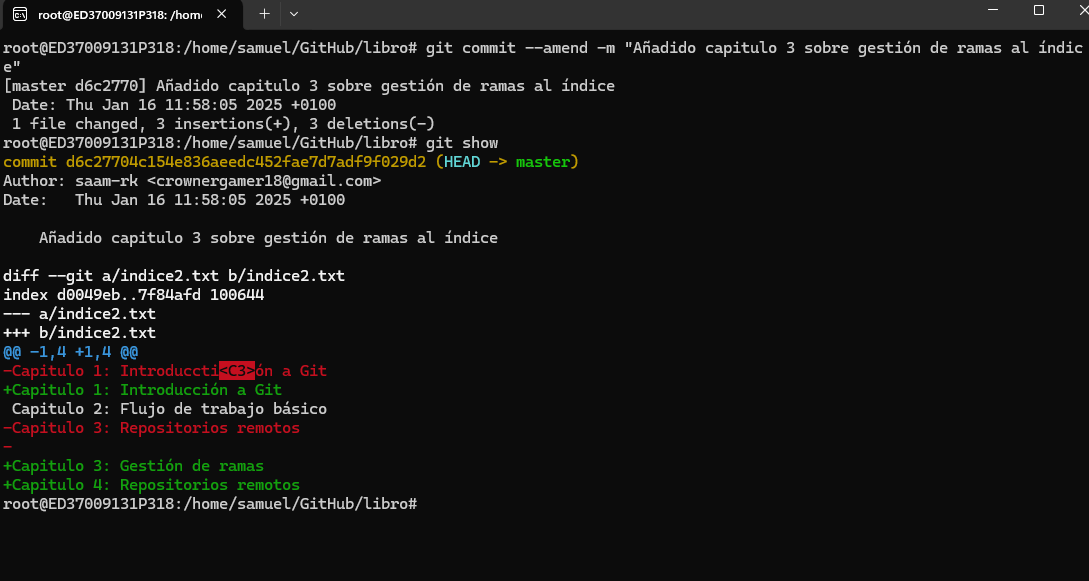 root@ED37009131P318: /hom
root@ED37009131P318:/home/samuel/GitHub/libro# git commit --amend -m "Añadido capitulo 3 sobre gestión de ramas al índic
e"
[master d6c2770] Añadido capitulo 3 sobre gestión de ramas al índice
 Date: Thu Jan 16 11:58:05 2025 +0100
 1 file changed, 3 insertions(+), 3 deletions(-)
root@ED37009131P318:/home/samuel/GitHub/libro# git show
commit d6c27704c154e836aeedc452fae7d7adf9f029d2 (HEAD -> master)
Author: saam-rk <crownergamer18@gmail.com>
Date:   Thu Jan 16 11:58:05 2025 +0100
    Añadido capitulo 3 sobre gestión de ramas al índice
diff --git a/indice2.txt b/indice2.txt
index d0049eb..7f84afd 100644
--- a/indice2.txt
+++ b/indice2.txt
@@ -1,4 +1,4 @@
-Capitulo 1: Introduccti<C3>ón a Git
+Capitulo 1: Introducción a Git
 Capitulo 2: Flujo de trabajo básico
-Capitulo 3: Repositorios remotos
-
+Capitulo 3: Gestión de ramas
+Capitulo 4: Repositorios remotos
root@ED37009131P318:/home/samuel/GitHub/libro#